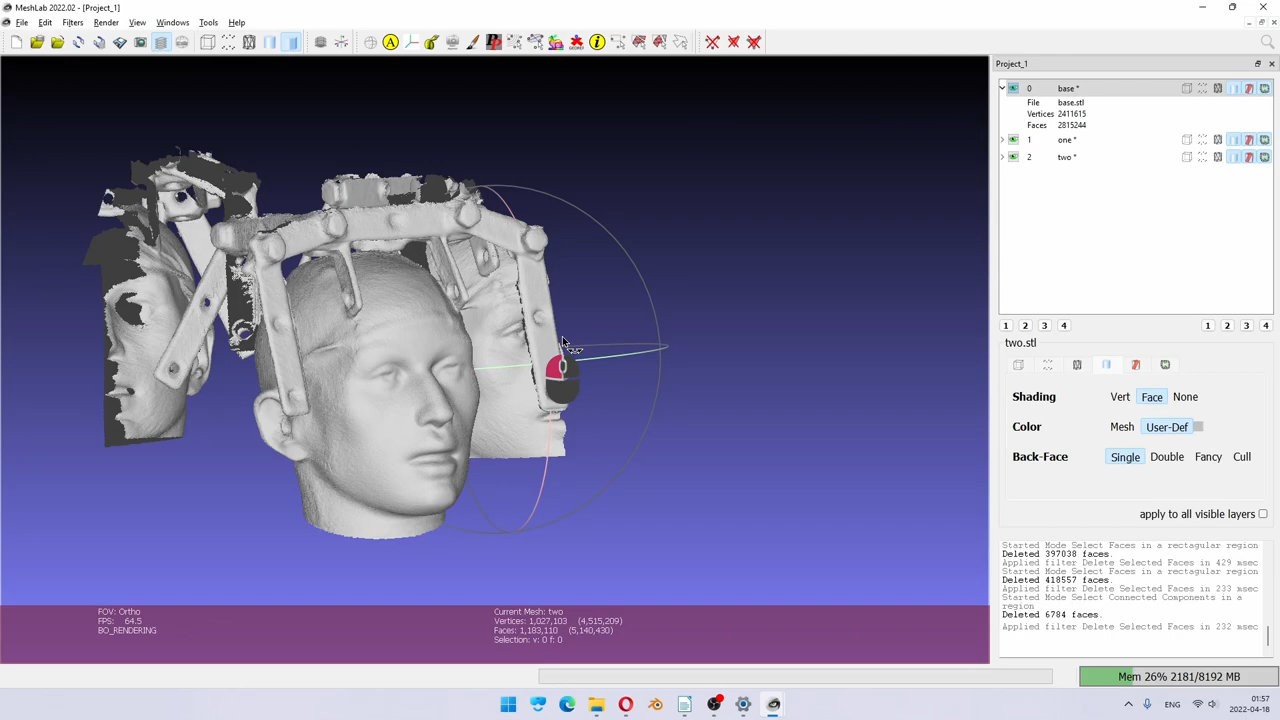 MeshLab 2022.02 - [Project_1]
File Edit Filters Render View Windows Tools Help
Project_1
0 base *
File base.stl
Vertices 2411615
Faces 2815244
1 one *
2 two *
1 2 3 4 1 2 3 4
two.stl
Shading Vert Face None
Color Mesh User-Def
Back-Face Single Double Fancy Cull
apply to all visible layers
Started Mode Select Faces in a rectagular region
Deleted 397038 faces.
Applied filter Delete Selected Faces in 429 msec
Started Mode Select Faces in a rectagular region
Deleted 418557 faces.
Applied filter Delete Selected Faces in 233 msec
Started Mode Select Connected Components in a
region
Deleted 6784 faces.
Applied filter Delete Selected Faces in 232 msec
FOV: Ortho
FPS: 64.5
BO_RENDERING
Current Mesh: two
Vertices: 1,027,103 (4,515,209)
Faces: 1,183,110 (5,140,430)
Selection: v: 0 f: 0
Mem 26% 2181/8192 MB
01:57
2022-04-18